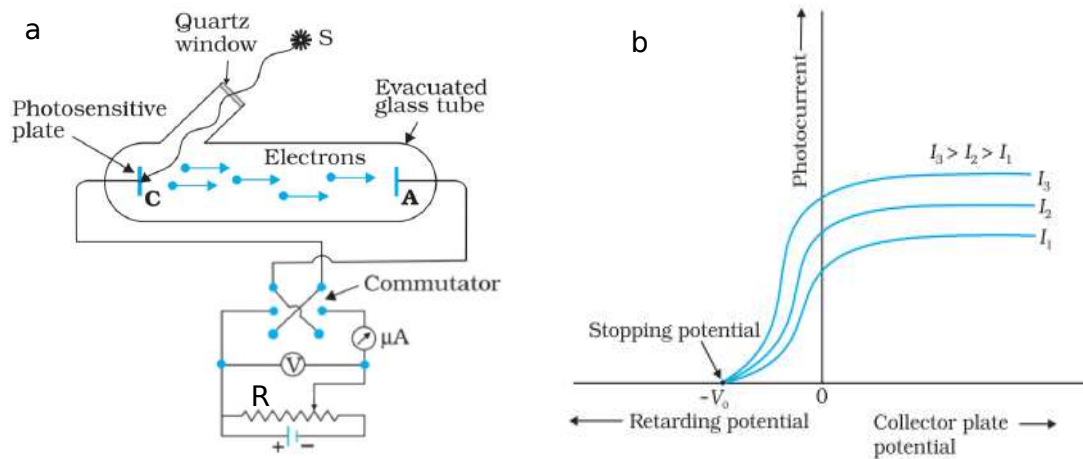 a
Quartz
window
S
Photosensitive
plate
Evacuated
glass tube
Electrons
C
A
Commutator
μA
V
R
+
−
b
Photocurrent
I₃ > I₂ > I₁
I₃
I₂
I₁
Stopping potential
−V₀
0
Retarding potential
Collector plate
potential